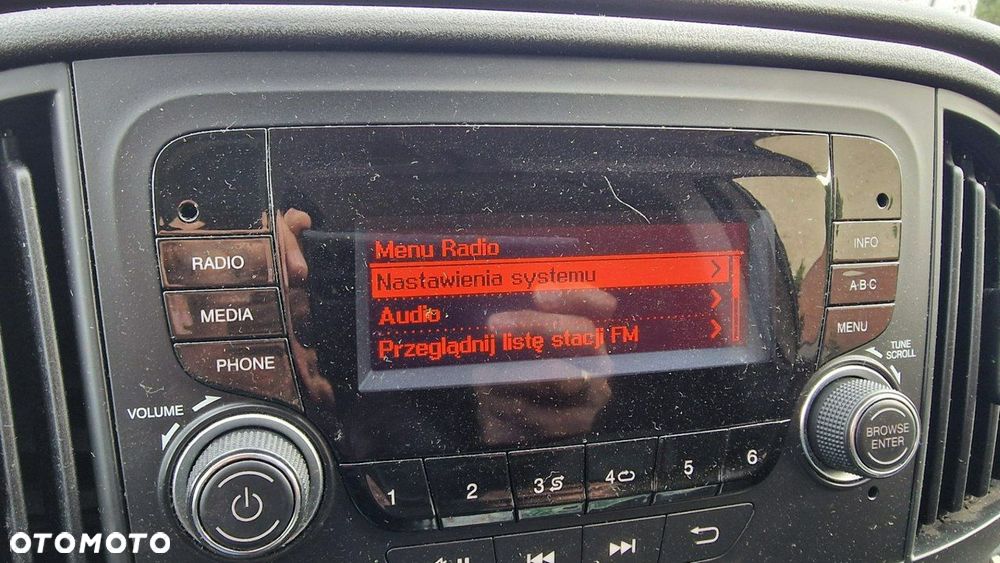 Menu Radio
Nastawienia systemu
Audio
Przeglądnij listę stacji FM
RADIO
MEDIA
PHONE
VOLUME
INFO
A·B·C
MENU
TUNE
SCROLL
BROWSE
ENTER
1
2
3
4
5
6
OTOMOTO